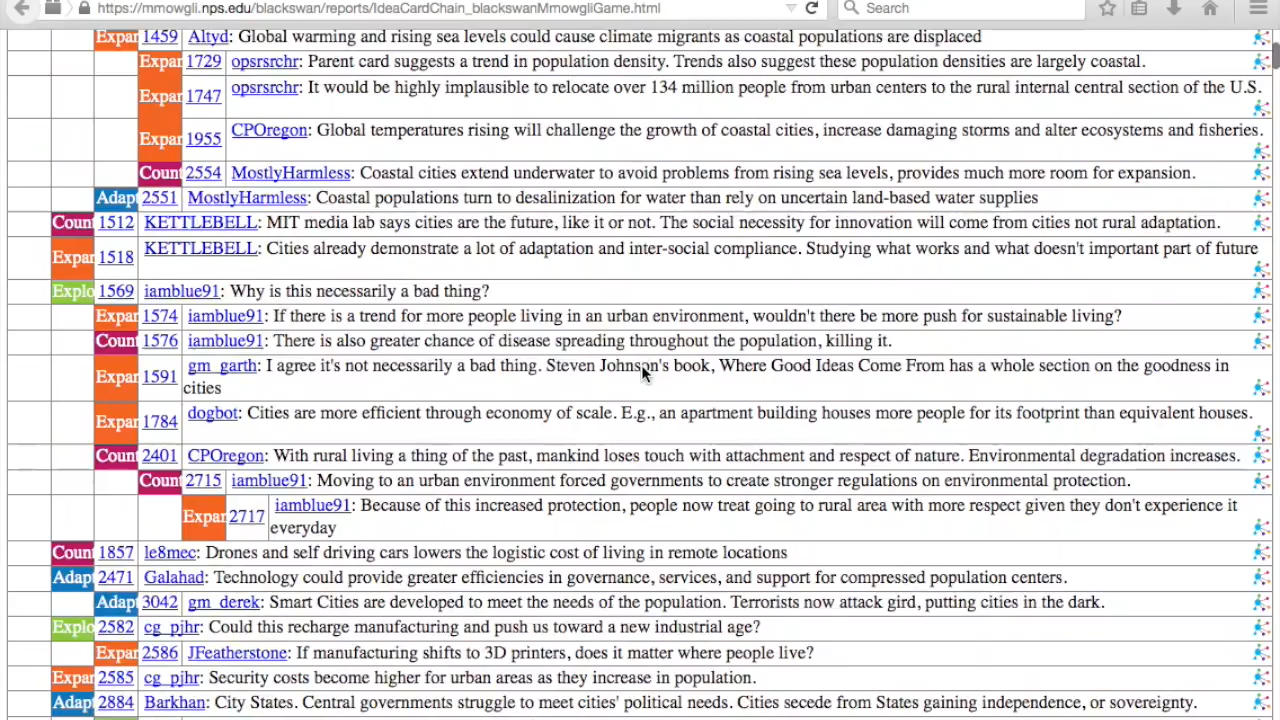 https://mmowgli.nps.edu/blackswan/reports/IdeaCardChain_blackswanMmowgliGame.html
Search
Expar 1459 Altyd: Global warming and rising sea levels could cause climate migrants as coastal populations are displaced
Expar 1729 opsrsrchr: Parent card suggests a trend in population density. Trends also suggest these population densities are largely coastal.
Expar 1747 opsrsrchr: It would be highly implausible to relocate over 134 million people from urban centers to the rural internal central section of the U.S.
Expar 1955 CPOregon: Global temperatures rising will challenge the growth of coastal cities, increase damaging storms and alter ecosystems and fisheries.
Count 2554 MostlyHarmless: Coastal cities extend underwater to avoid problems from rising sea levels, provides much more room for expansion.
Adapt 2551 MostlyHarmless: Coastal populations turn to desalinization for water than rely on uncertain land-based water supplies
Count 1512 KETTLEBELL: MIT media lab says cities are the future, like it or not. The social necessity for innovation will come from cities not rural adaptation.
Expar 1518 KETTLEBELL: Cities already demonstrate a lot of adaptation and inter-social compliance. Studying what works and what doesn't important part of future
Explo 1569 iamblue91: Why is this necessarily a bad thing?
Expar 1574 iamblue91: If there is a trend for more people living in an urban environment, wouldn't there be more push for sustainable living?
Count 1576 iamblue91: There is also greater chance of disease spreading throughout the population, killing it.
Expar 1591 gm_garth: I agree it's not necessarily a bad thing. Steven Johnson's book, Where Good Ideas Come From has a whole section on the goodness in
cities
Expar 1784 dogbot: Cities are more efficient through economy of scale. E.g., an apartment building houses more people for its footprint than equivalent houses.
Count 2401 CPOregon: With rural living a thing of the past, mankind loses touch with attachment and respect of nature. Environmental degradation increases.
Count 2715 iamblue91: Moving to an urban environment forced governments to create stronger regulations on environmental protection.
Expar 2717 iamblue91: Because of this increased protection, people now treat going to rural area with more respect given they don't experience it
everyday
Count 1857 le8mec: Drones and self driving cars lowers the logistic cost of living in remote locations
Adapt 2471 Galahad: Technology could provide greater efficiencies in governance, services, and support for compressed population centers.
Adapt 3042 gm_derek: Smart Cities are developed to meet the needs of the population. Terrorists now attack gird, putting cities in the dark.
Explo 2582 cg_pjhr: Could this recharge manufacturing and push us toward a new industrial age?
Expar 2586 JFeatherstone: If manufacturing shifts to 3D printers, does it matter where people live?
Expar 2585 cg_pjhr: Security costs become higher for urban areas as they increase in population.
Adapt 2884 Barkhan: City States. Central governments struggle to meet cities' political needs. Cities secede from States gaining independence, or sovereignty.